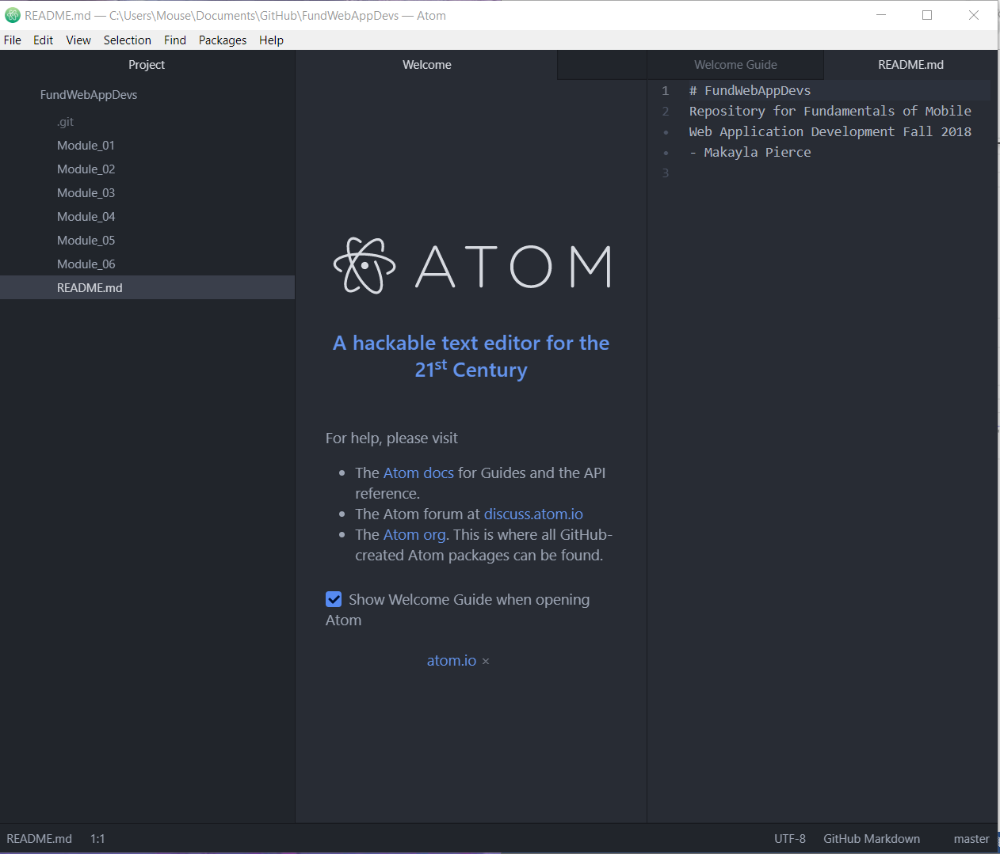 README.md — C:\Users\Mouse\Documents\GitHub\FundWebAppDevs — Atom
File Edit View Selection Find Packages Help
Project
FundWebAppDevs
.git
Module_01
Module_02
Module_03
Module_04
Module_05
Module_06
README.md
Welcome
ATOM
A hackable text editor for the
21st Century
For help, please visit
• The Atom docs for Guides and the API
reference.
• The Atom forum at discuss.atom.io
• The Atom org. This is where all GitHub-
created Atom packages can be found.
Show Welcome Guide when opening
Atom
atom.io ×
Welcome Guide README.md
1 # FundWebAppDevs
2 Repository for Fundamentals of Mobile
• Web Application Development Fall 2018
• - Makayla Pierce
3
README.md 1:1 UTF-8 GitHub Markdown master